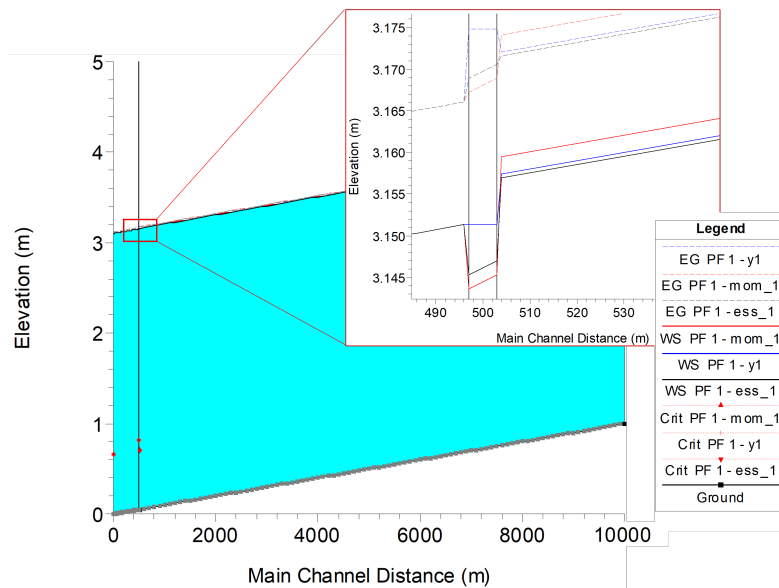 3.175
3.170
3.165
3.160
3.155
3.150
3.145
Elevation (m)
490 500 510 520 530
Main Channel Distance (m)
5
4
3
2
1
0
Elevation (m)
0 2000 4000 6000 8000 10000
Main Channel Distance (m)
Legend
EG PF 1 - y1
EG PF 1 - mom_1
EG PF 1 - ess_1
WS PF 1 - mom_1
WS PF 1 - y1
WS PF 1 - ess_1
Crit PF 1 - mom_1
Crit PF 1 - y1
Crit PF 1 - ess_1
Ground